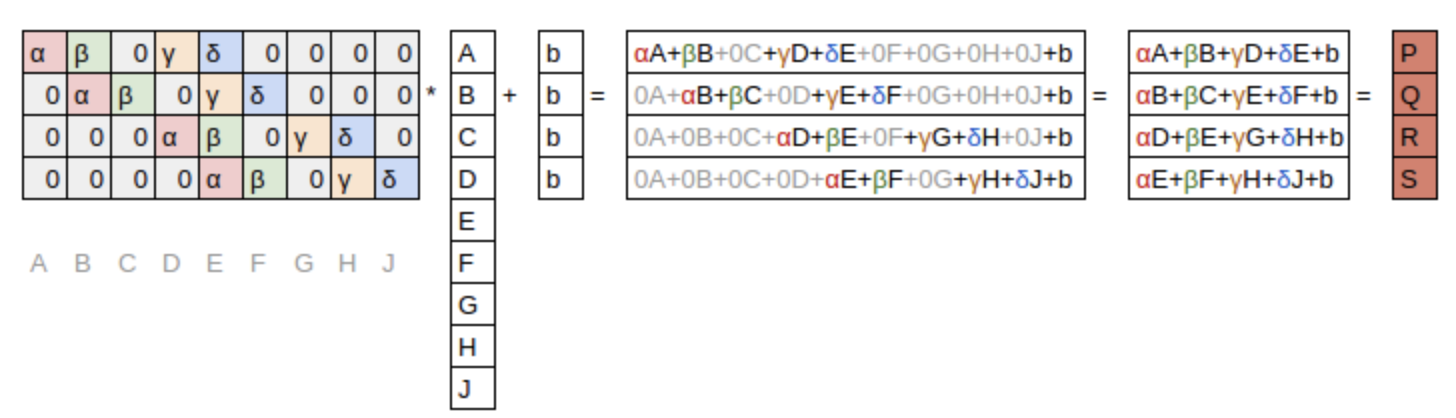 α β 0 γ δ 0 0 0 0 A b αA+βB+0C+γD+δE+0F+0G+0H+0J+b αA+βB+γD+δE+b P
0 α β 0 γ δ 0 0 0 * B + b = 0A+αB+βC+0D+γE+δF+0G+0H+0J+b = αB+βC+γE+δF+b = Q
0 0 0 α β 0 γ δ 0 C b 0A+0B+0C+αD+βE+0F+γG+δH+0J+b αD+βE+γG+δH+b R
0 0 0 0 α β 0 γ δ D b 0A+0B+0C+0D+αE+βF+0G+γH+δJ+b αE+βF+γH+δJ+b S
E
A B C D E F G H J F
G
H
J